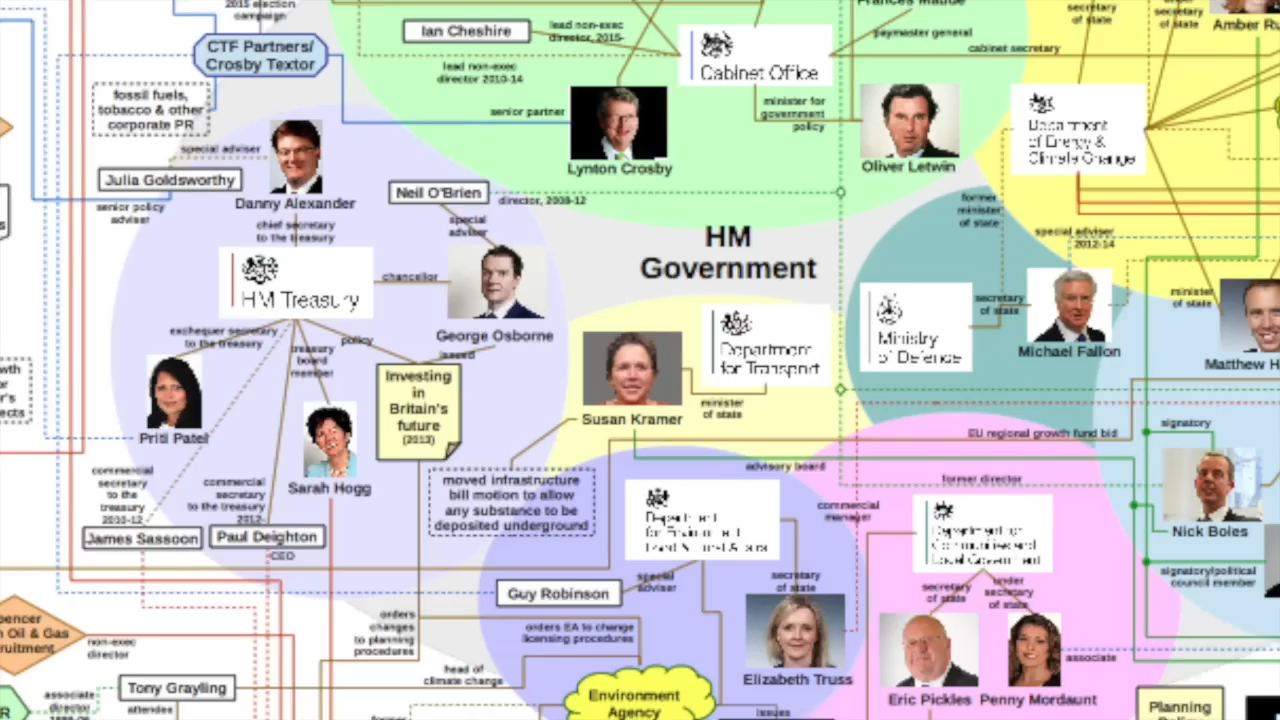 2015 election
campaign
CTF Partners/
Crosby Textor
fossil fuels,
tobacco & other
corporate PR
special adviser
Julia Goldsworthy
senior policy
adviser
Danny Alexander
chief secretary
to the treasury
HM Treasury
Neil O'Brien
director, 2008-12
special
adviser
chancellor
George Osborne
exchequer secretary
to the treasury
treasury
board
member
policy
issued
Investing
in
Britain's
future
(2013)
Priti Patel
Sarah Hogg
commercial
secretary
to the
treasury
2010-12
James Sassoon
commercial
secretary
to the treasury
2012-
Paul Deighton
CEO
Ian Cheshire
lead non-exec
director, 2015-
lead non-exec
director 2010-14
senior partner
Lynton Crosby
Cabinet Office
Frances Maude
paymaster general
cabinet secretary
minister for
government
policy
Oliver Letwin
secretary
of state
secretary
of state
Amber Ru
Department
of Energy &
Climate Change
former
minister
of state
special adviser
2012-14
HM
Government
Ministry
of Defence
secretary
of state
Michael Fallon
minister
of state
Matthew H
Department
for Transport
Susan Kramer
minister
of state
moved infrastructure
bill motion to allow
any substance to be
deposited underground
EU regional growth fund bid
advisory board
former director
signatory
Nick Boles
signatory/political
council member
commercial
manager
Department
for Environment
Food & Rural Affairs
Guy Robinson
special
adviser
secretary
of state
Elizabeth Truss
Department for
Communities and
Local Government
secretary
of state
under
secretary
of state
Eric Pickles
Penny Mordaunt
associate
orders
changes
to planning
procedures
orders EA to change
licensing procedures
head of
climate change
Environment
Agency
issues
former
Planning
pencer
Oil & Gas
ruitment
non-exec
director
Tony Grayling
associate
director
attendee